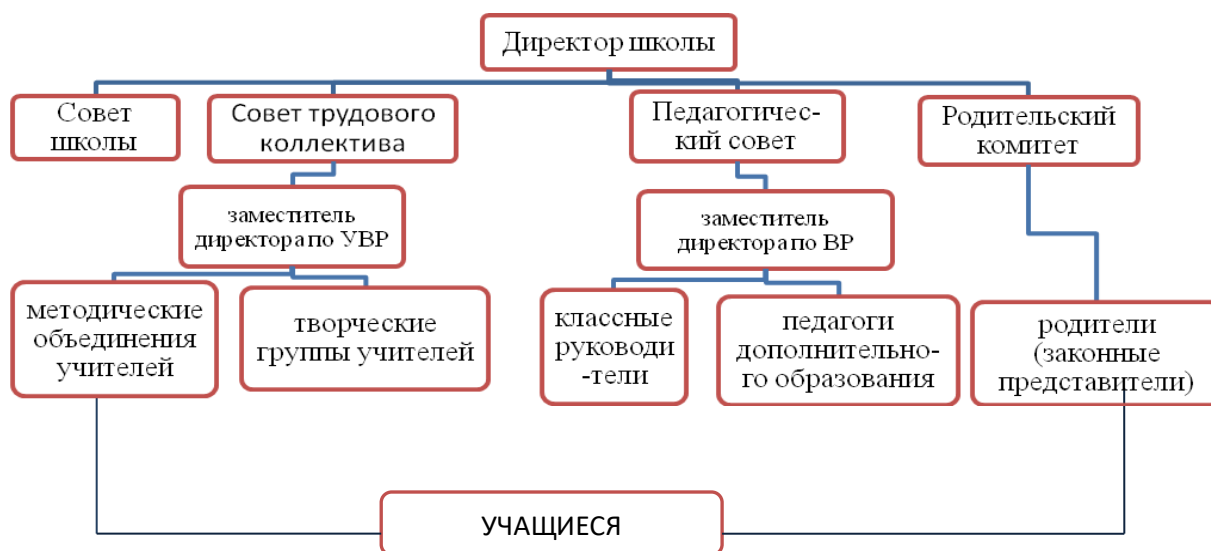 Директор школы
Совет
школы
Совет трудового
коллектива
Педагогичес-
кий совет
Родительский
комитет
заместитель
директора по УВР
заместитель
директора по ВР
методические
объединения
учителей
творческие
группы учителей
классные
руководи
-тели
педагоги
дополнительно-
го образования
родители
(законные
представители)
УЧАЩИЕСЯ